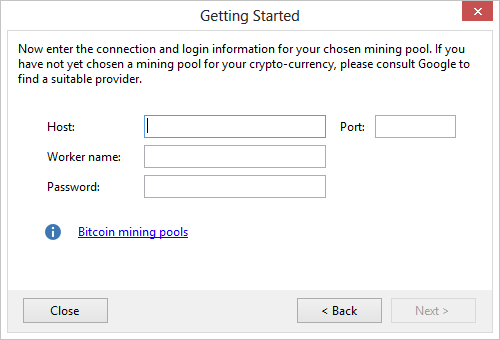 Getting Started
Now enter the connection and login information for your chosen mining pool. If you
have not yet chosen a mining pool for your crypto-currency, please consult Google to
find a suitable provider.
Host:
Port:
Worker name:
Password:
Bitcoin mining pools
Close
< Back
Next >